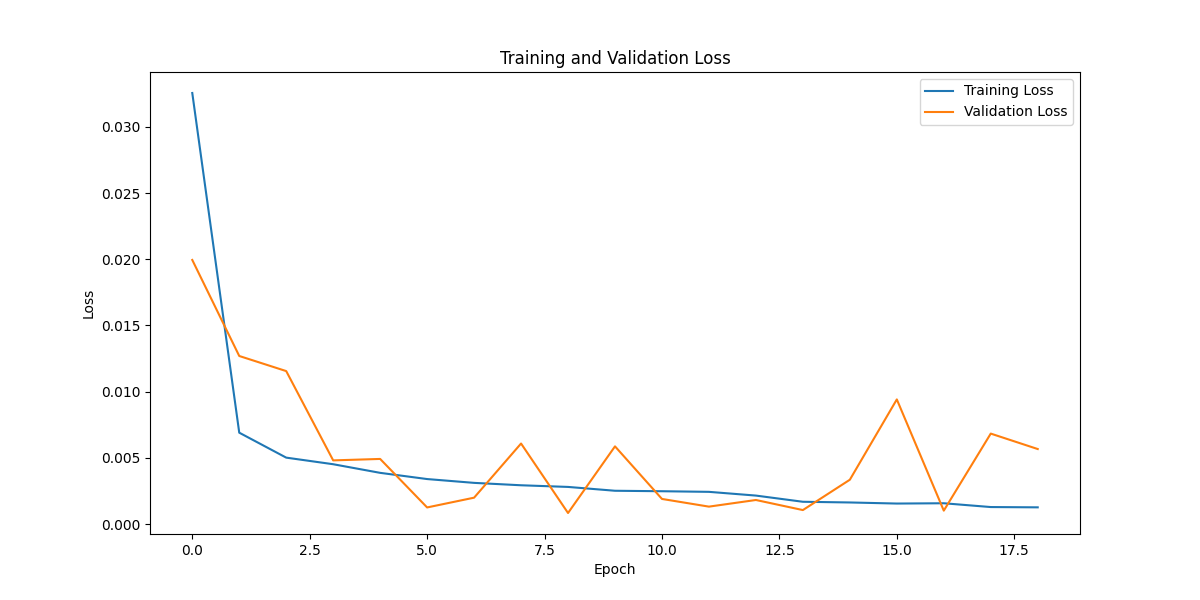 Training and Validation Loss
Training Loss
Validation Loss
0.030
0.025
0.020
0.015
0.010
0.005
0.000
Loss
0.0 2.5 5.0 7.5 10.0 12.5 15.0 17.5
Epoch